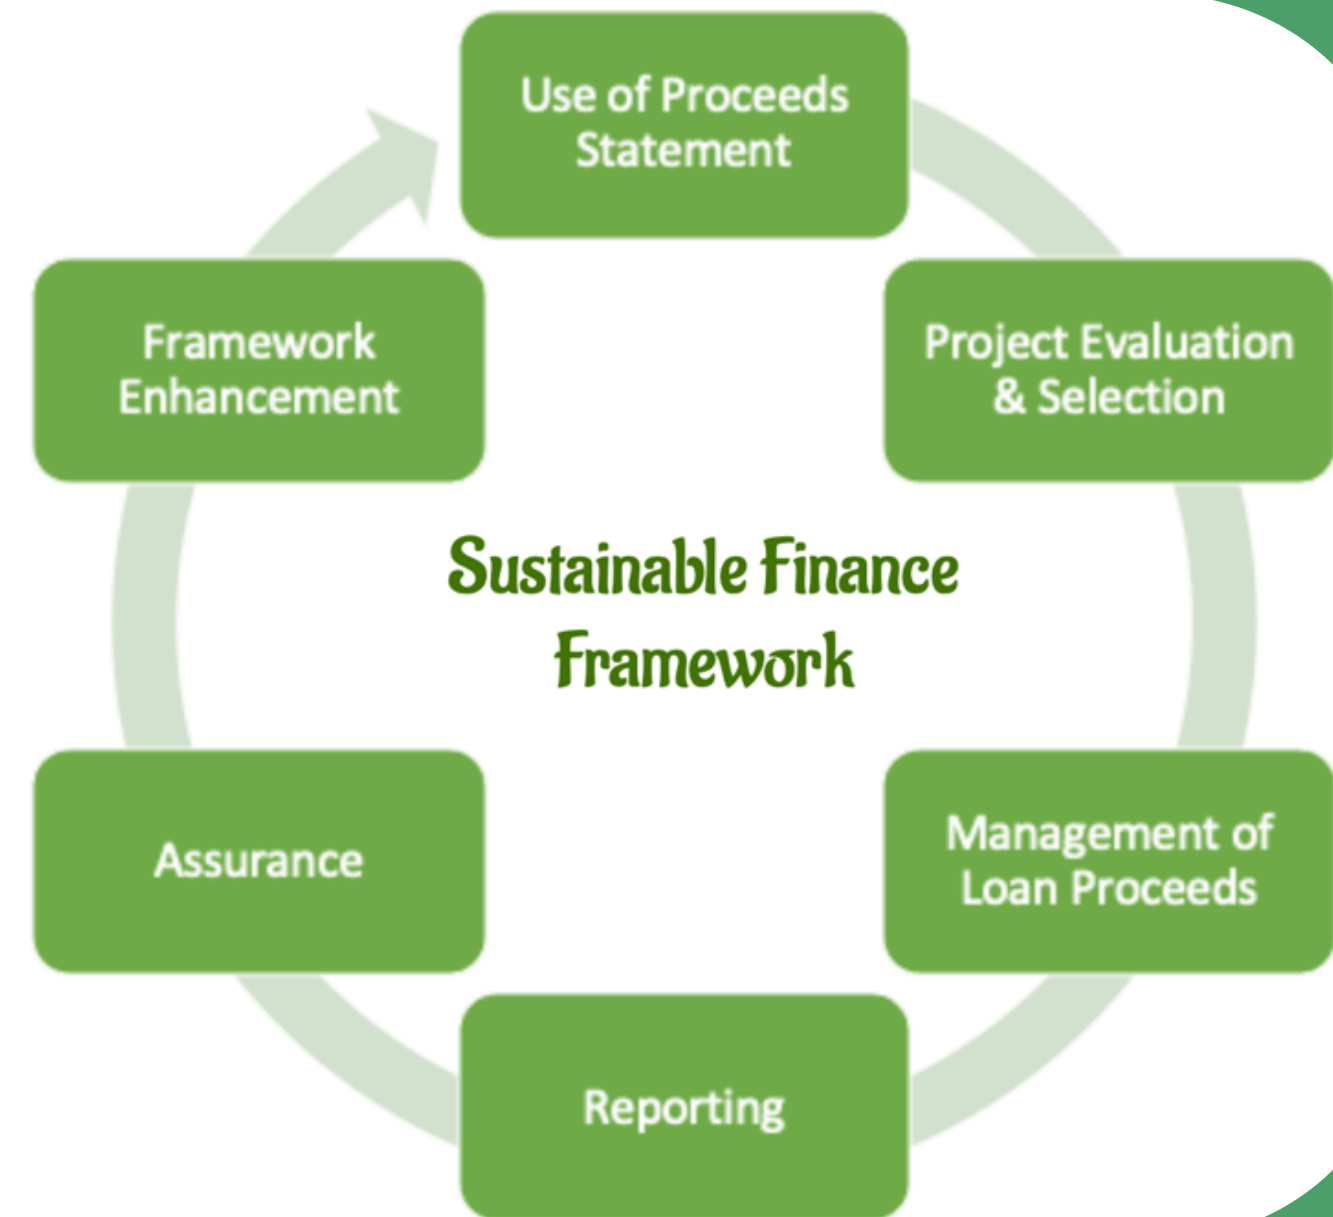 Use of Proceeds
Statement
Project Evaluation
& Selection
Management of
Loan Proceeds
Reporting
Assurance
Framework
Enhancement
Sustainable Finance
Framework